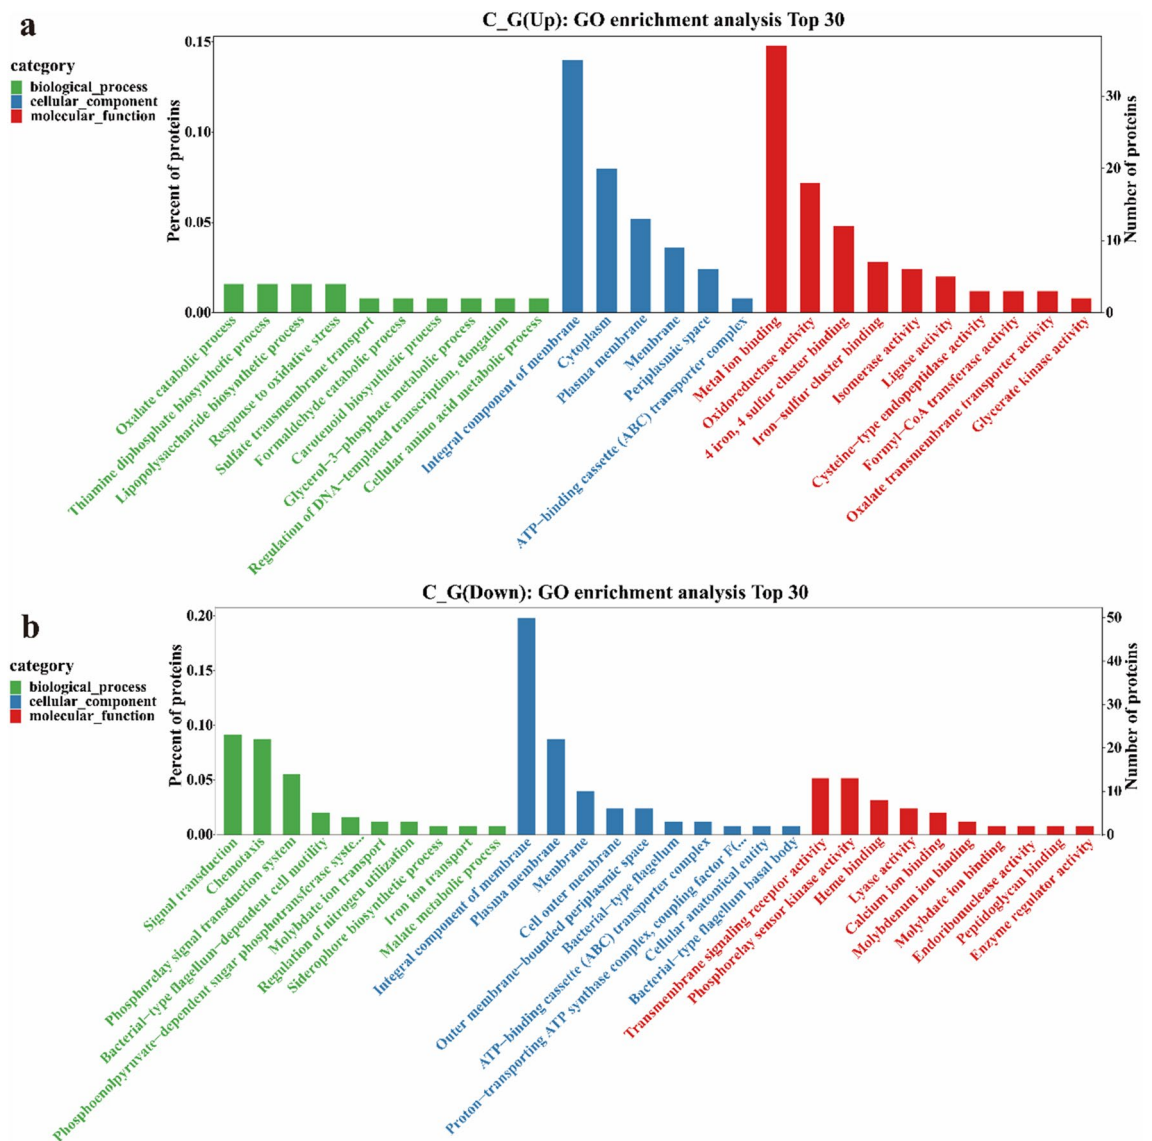 a
C_G(Up): GO enrichment analysis Top 30
category
biological_process
cellular_component
molecular_function
Percent of proteins
0.15
0.10
0.05
0.00
30
20
10
0
Number of proteins
Oxalate catabolic process
Thiamine diphosphate biosynthetic process
Lipopolysaccharide biosynthetic process
Response to oxidative stress
Sulfate transmembrane transport
Formaldehyde catabolic process
Carotenoid biosynthetic process
Glycerol−3−phosphate metabolic process
Regulation of DNA−templated transcription, elongation
Cellular amino acid metabolic process
Integral component of membrane
Cytoplasm
Plasma membrane
Membrane
Periplasmic space
ATP−binding cassette (ABC) transporter complex
Metal ion binding
Oxidoreductase activity
4 iron, 4 sulfur cluster binding
Iron−sulfur cluster binding
Isomerase activity
Ligase activity
Cysteine−type endopeptidase activity
Formyl−CoA transferase activity
Oxalate transmembrane transporter activity
Glycerate kinase activity
b
C_G(Down): GO enrichment analysis Top 30
category
biological_process
cellular_component
molecular_function
Percent of proteins
0.20
0.15
0.10
0.05
0.00
50
40
30
20
10
0
Number of proteins
Signal transduction
Chemotaxis
Phosphorelay signal transduction system
Bacterial−type flagellum−dependent cell motility
Phosphoenolpyruvate−dependent sugar phosphotransferase syste...
Molybdate ion transport
Regulation of nitrogen utilization
Siderophore biosynthetic process
Iron ion transport
Malate metabolic process
Integral component of membrane
Plasma membrane
Membrane
Cell outer membrane
Outer membrane−bounded periplasmic space
Bacterial−type flagellum
ATP−binding cassette (ABC) transporter complex
Proton−transporting ATP synthase complex, coupling factor F(...
Cellular anatomical entity
Bacterial−type flagellum basal body
Transmembrane signaling receptor activity
Phosphorelay sensor kinase activity
Heme binding
Lyase activity
Calcium ion binding
Molybdenum ion binding
Molybdate ion binding
Endoribonuclease activity
Peptidoglycan binding
Enzyme regulator activity